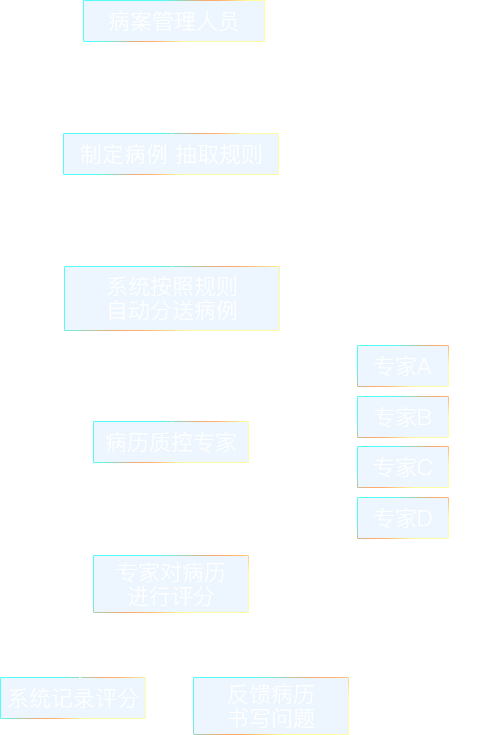 病案管理人员
制定病例 抽取规则
系统按照规则
自动分送病例
专家A
专家B
病历质控专家
专家C
专家D
专家对病历
进行评分
系统记录评分
反馈病历
书写问题